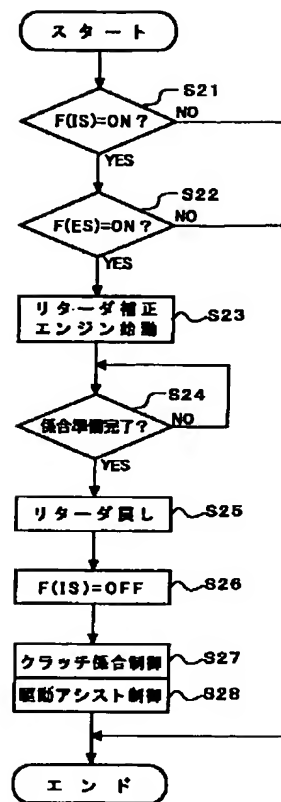 スタート
S21
F(IS)=ON?
NO
YES
S22
F(ES)=ON?
NO
YES
リターダ補正
エンジン始動
S23
S24
係合準備完了?
NO
YES
リターダ戻し
S25
F(IS)=OFF
S26
クラッチ係合制御
S27
駆動アシスト制御
S28
エンド